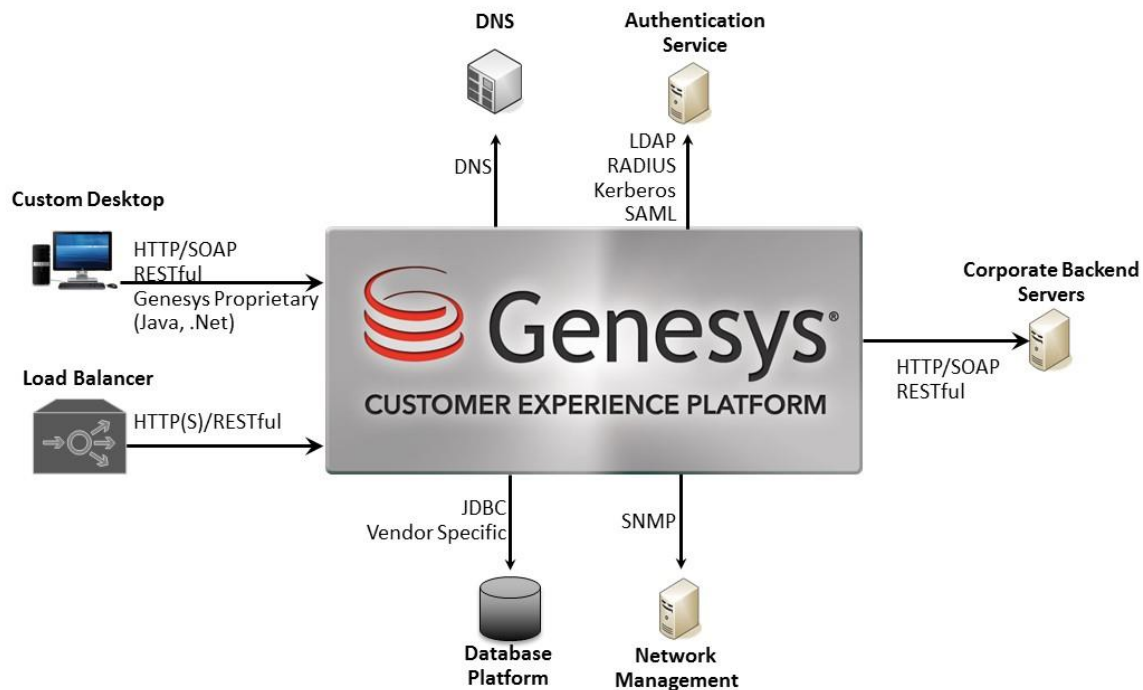 DNS
Authentication
Service
DNS
LDAP
RADIUS
Kerberos
SAML
Custom Desktop
HTTP/SOAP
RESTful
Genesys Proprietary
(Java, .Net)
Load Balancer
HTTP(S)/RESTful
Genesys®
CUSTOMER EXPERIENCE PLATFORM
Corporate Backend
Servers
HTTP/SOAP
RESTful
JDBC
Vendor Specific
SNMP
Database
Platform
Network
Management